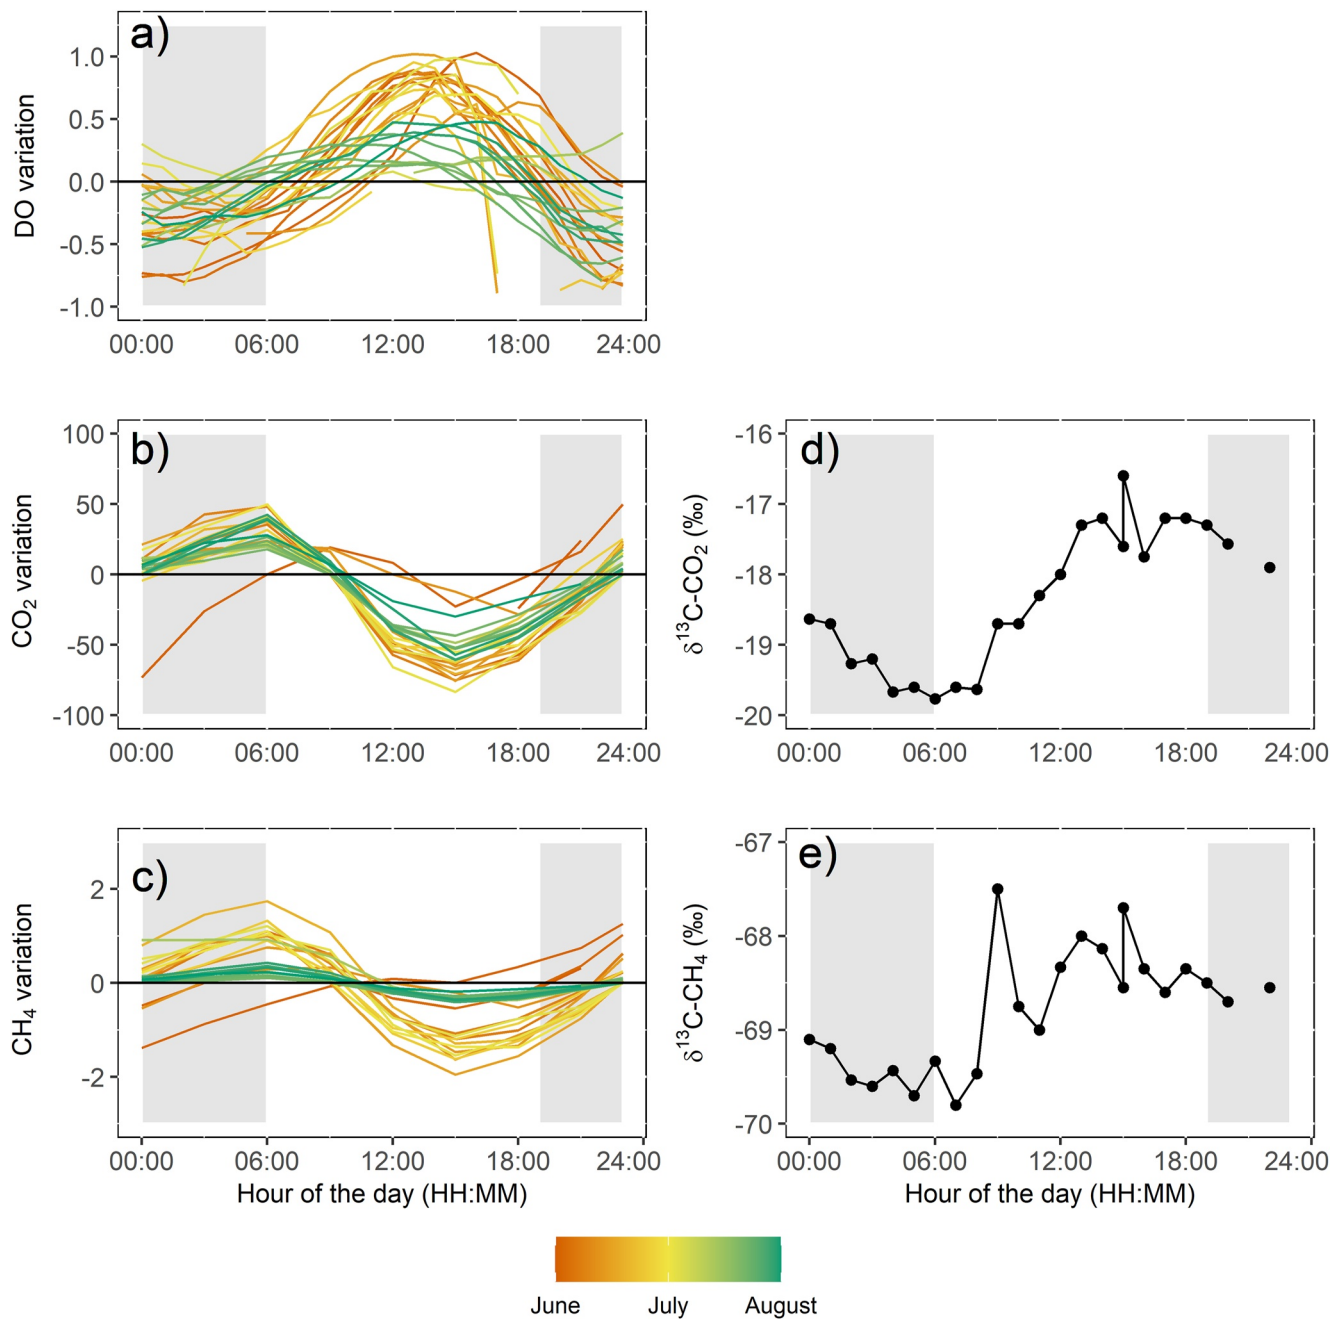 a)
1.0
0.5
0.0
-0.5
-1.0
DO variation
00:00 06:00 12:00 18:00 24:00
b)
100
50
0
-50
-100
CO₂ variation
00:00 06:00 12:00 18:00 24:00
d)
-16
-17
-18
-19
-20
δ¹³C-CO₂ (‰)
00:00 06:00 12:00 18:00 24:00
c)
2
0
-2
CH₄ variation
00:00 06:00 12:00 18:00 24:00
Hour of the day (HH:MM)
e)
-67
-68
-69
-70
δ¹³C-CH₄ (‰)
00:00 06:00 12:00 18:00 24:00
Hour of the day (HH:MM)
June July August